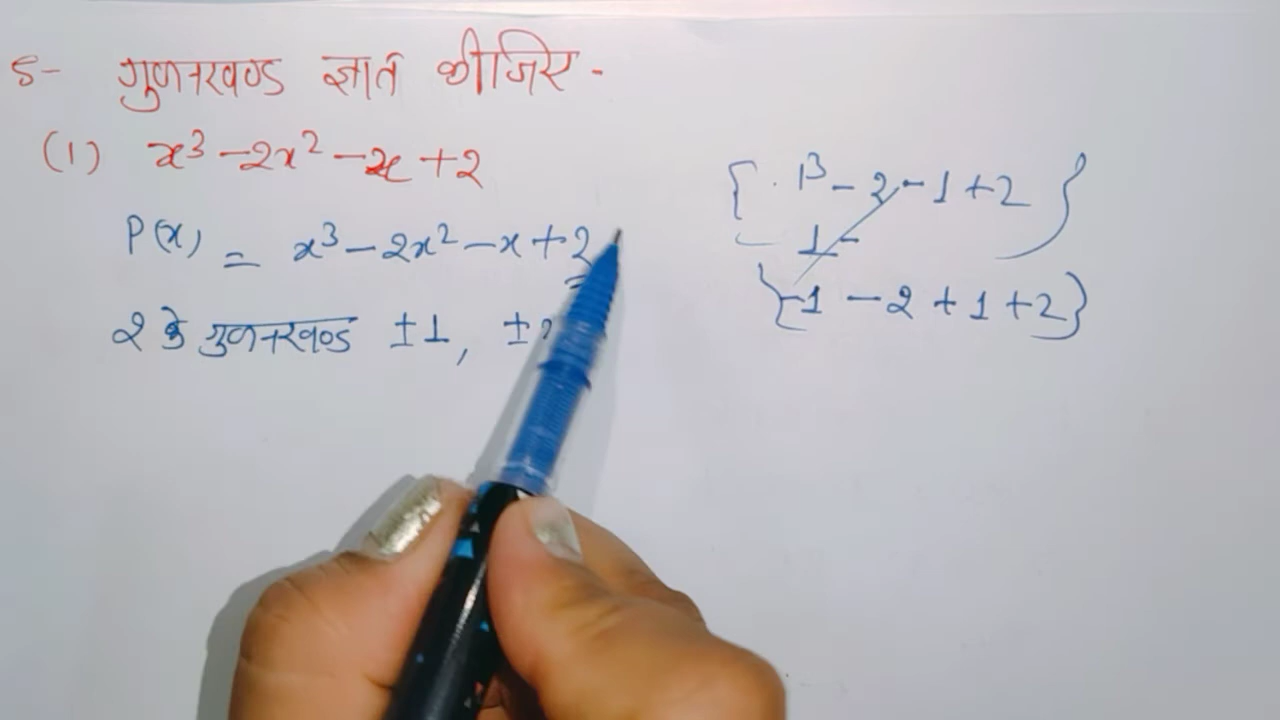 5- गुणनखण्ड ज्ञात कीजिए -
(1) x³ - 2x² - x + 2
P(x) = x³ - 2x² - x + 2
2 के गुणनखण्ड ±1, ±2
{ 1³ - 2 - 1 + 2 }
1 -
{-1 - 2 + 1 + 2}